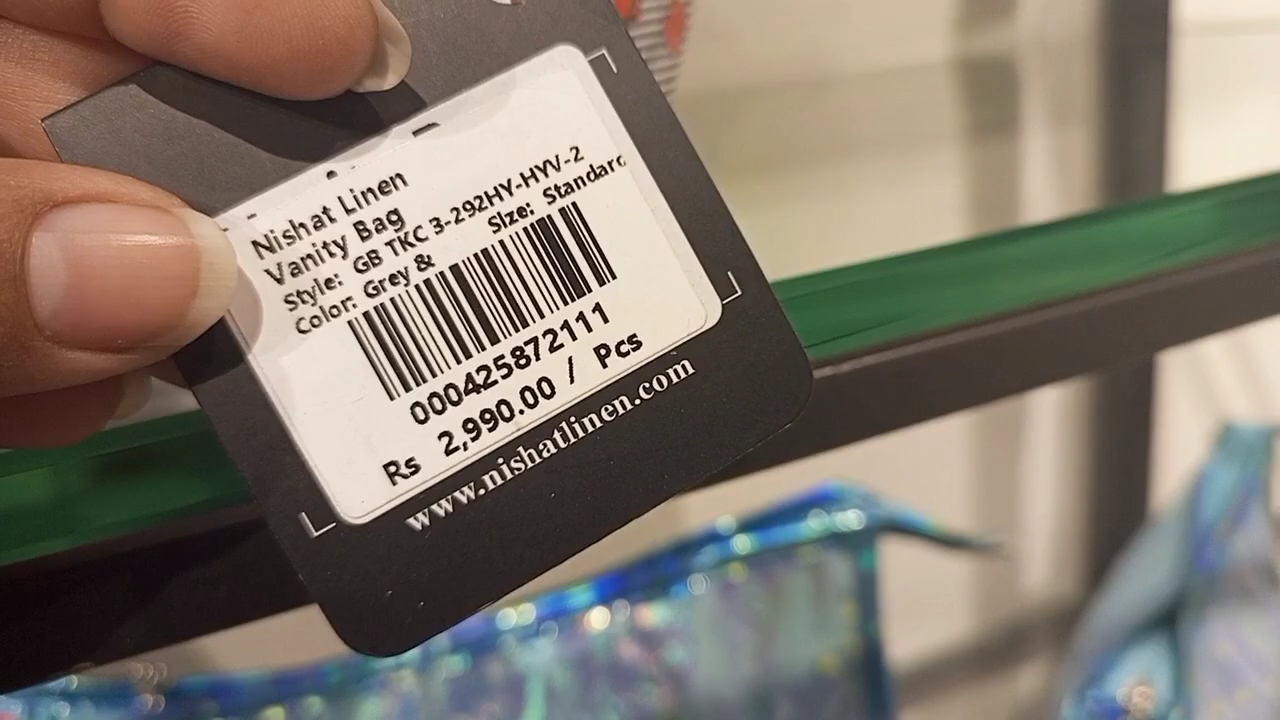 Nishat Linen
Vanity Bag
Style: GB TKC 3-292HY-HYV-2
Color: Grey & Size: Standard
000425872111
Rs 2,990.00 / Pcs
www.nishatlinen.com